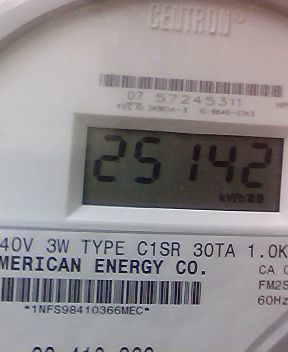 CENTRON®
07 57245311
25142
kWh
40V 3W TYPE C1SR 30TA 1.0K
MERICAN ENERGY CO.
CA 0
FM2S
60Hz
*1NFS98410366MEC*